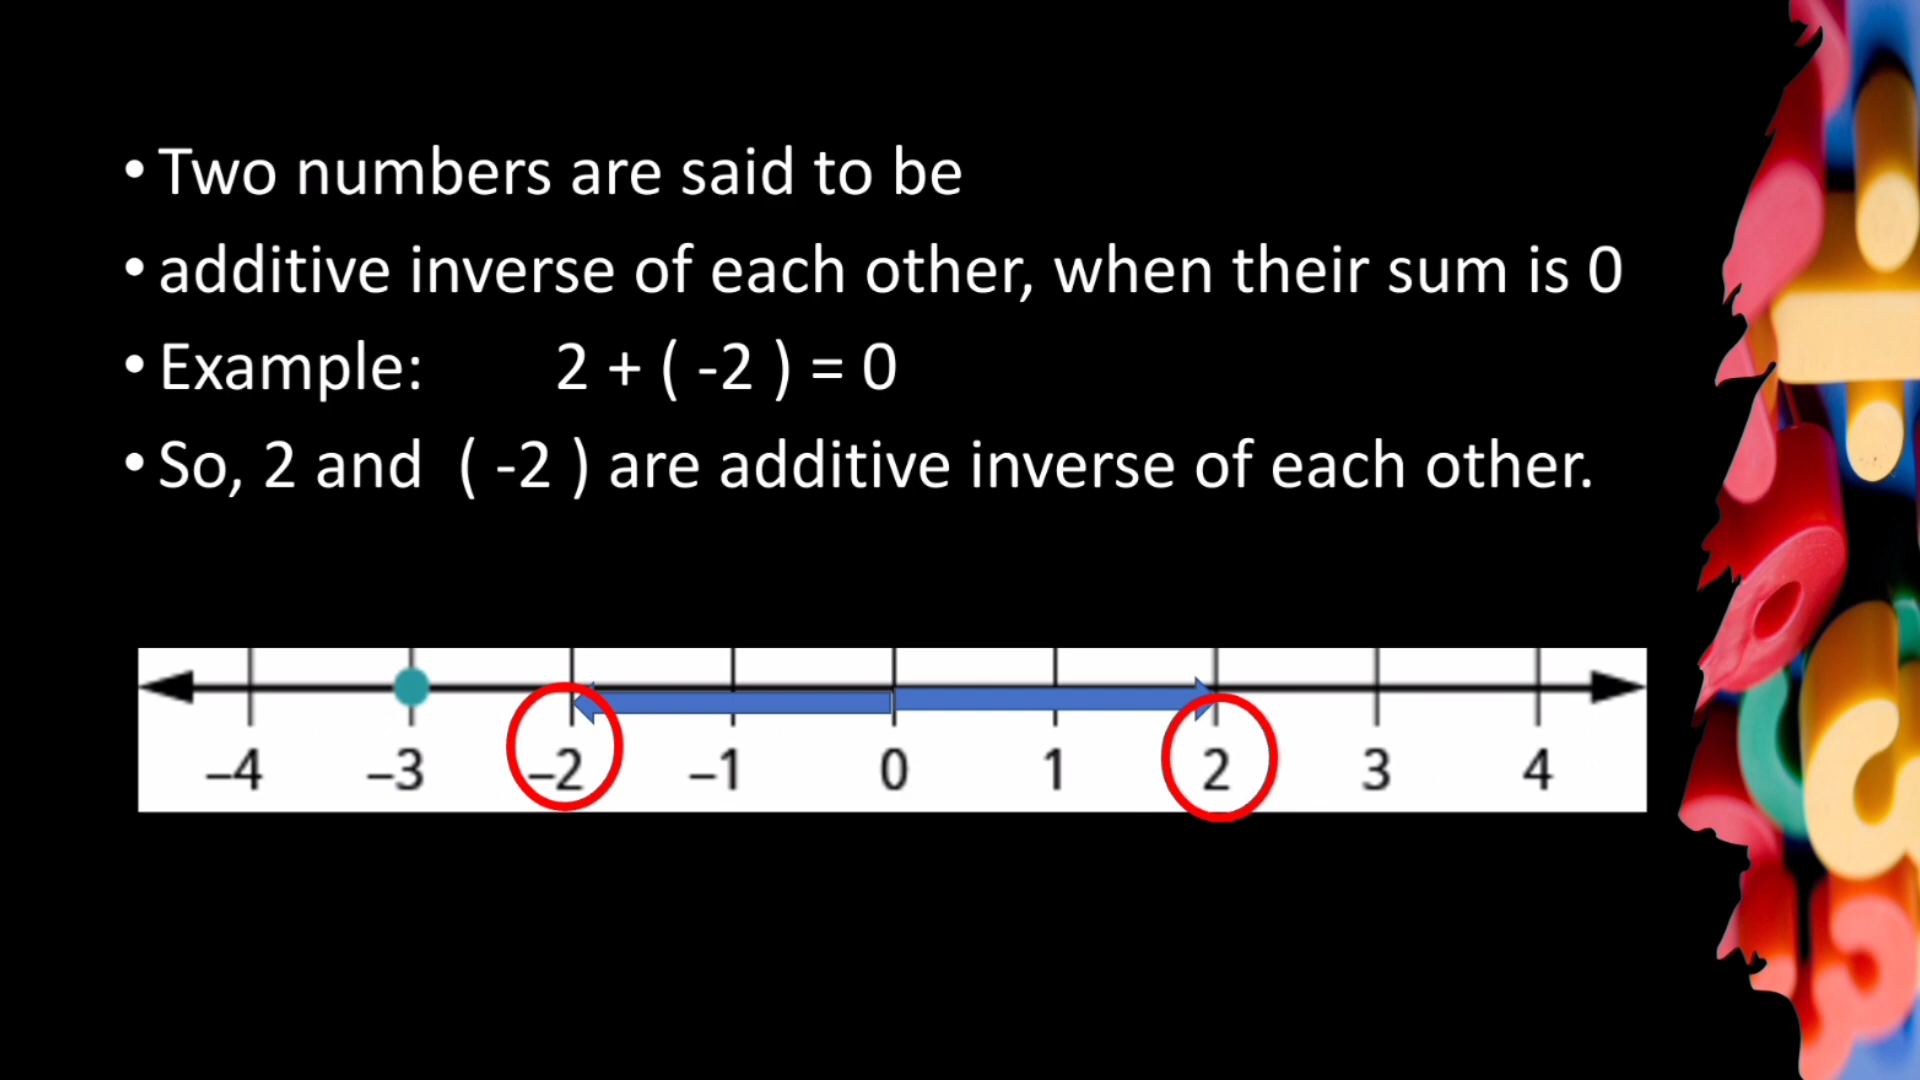 • Two numbers are said to be
• additive inverse of each other, when their sum is 0
• Example: 2 + ( -2 ) = 0
• So, 2 and ( -2 ) are additive inverse of each other.
–4 –3 –2 –1 0 1 2 3 4